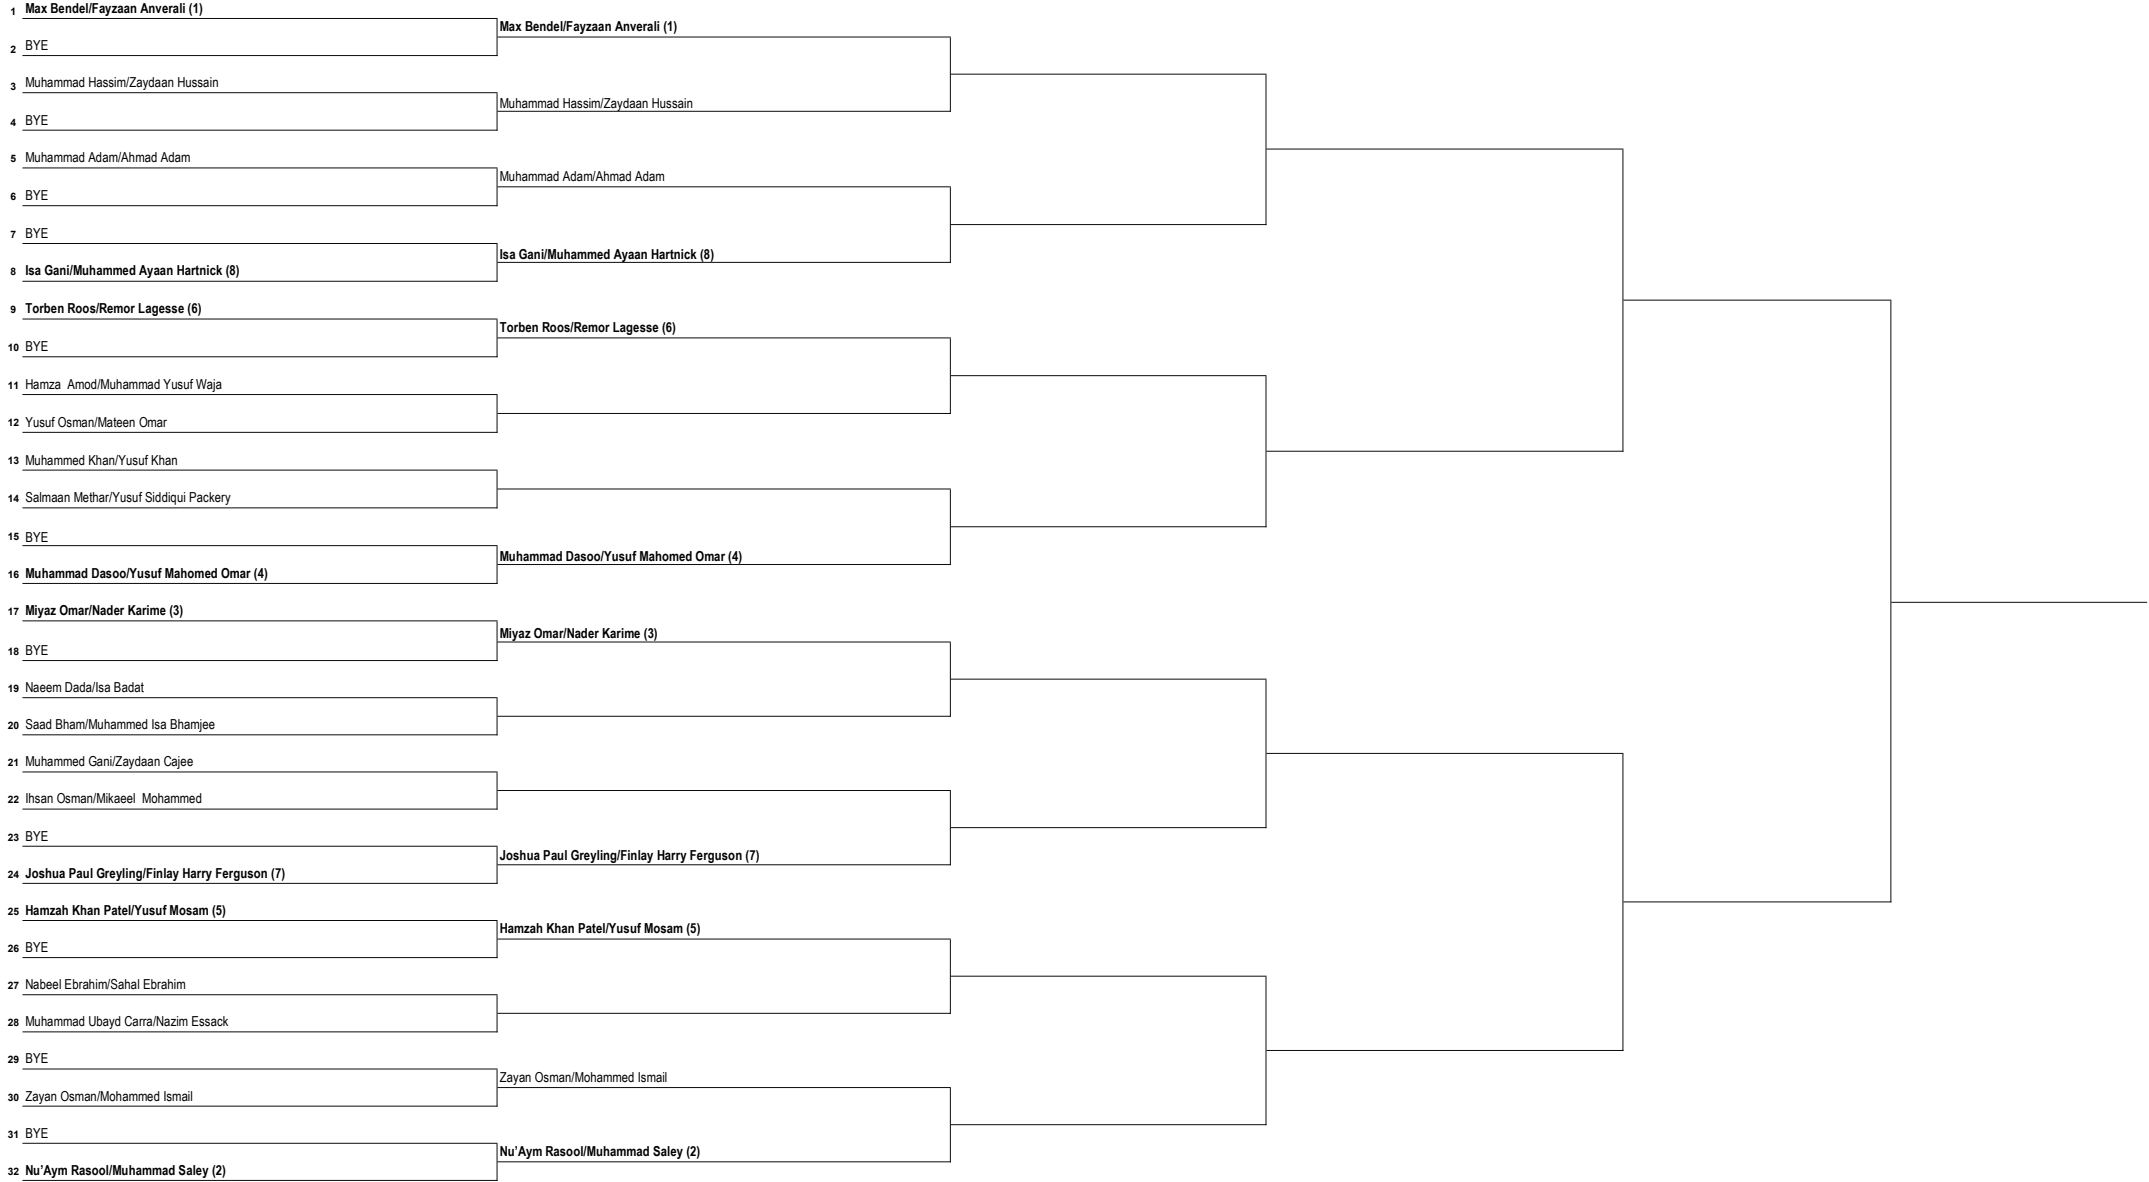 1 Max Bendel/Fayzaan Anverali (1)
Max Bendel/Fayzaan Anverali (1)
2 BYE
3 Muhammad Hassim/Zaydaan Hussain
Muhammad Hassim/Zaydaan Hussain
4 BYE
5 Muhammad Adam/Ahmad Adam
Muhammad Adam/Ahmad Adam
6 BYE
7 BYE
Isa Gani/Muhammed Ayaan Hartnick (8)
8 Isa Gani/Muhammed Ayaan Hartnick (8)
9 Torben Roos/Remor Lagesse (6)
Torben Roos/Remor Lagesse (6)
10 BYE
11 Hamza  Amod/Muhammad Yusuf Waja
12 Yusuf Osman/Mateen Omar
13 Muhammed Khan/Yusuf Khan
14 Salmaan Methar/Yusuf Siddiqui Packery
15 BYE
Muhammad Dasoo/Yusuf Mahomed Omar (4)
16 Muhammad Dasoo/Yusuf Mahomed Omar (4)
17 Miyaz Omar/Nader Karime (3)
Miyaz Omar/Nader Karime (3)
18 BYE
19 Naeem Dada/Isa Badat
20 Saad Bham/Muhammed Isa Bhamjee
21 Muhammed Gani/Zaydaan Cajee
22 Ihsan Osman/Mikaeel  Mohammed
23 BYE
Joshua Paul Greyling/Finlay Harry Ferguson (7)
24 Joshua Paul Greyling/Finlay Harry Ferguson (7)
25 Hamzah Khan Patel/Yusuf Mosam (5)
Hamzah Khan Patel/Yusuf Mosam (5)
26 BYE
27 Nabeel Ebrahim/Sahal Ebrahim
28 Muhammad Ubayd Carra/Nazim Essack
29 BYE
Zayan Osman/Mohammed Ismail
30 Zayan Osman/Mohammed Ismail
31 BYE
Nu’Aym Rasool/Muhammad Saley (2)
32 Nu’Aym Rasool/Muhammad Saley (2)